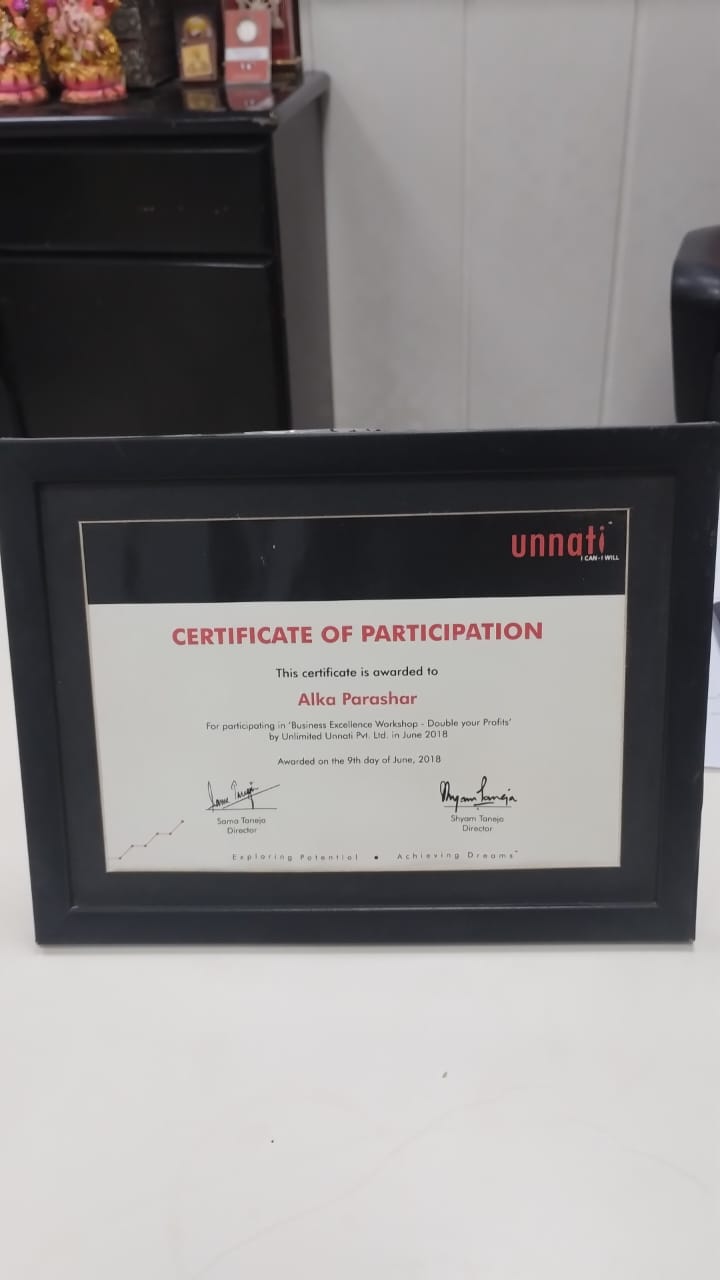 unnati
I CAN-I WILL
CERTIFICATE OF PARTICIPATION
This certificate is awarded to
Alka Parashar
For participating in 'Business Excellence Workshop - Double your Profits'
by Unlimited Unnati Pvt. Ltd. in June 2018
Awarded on the 9th day of June, 2018
Sama Taneja Shyam Taneja
Director Director
Exploring Potential • Achieving Dreams